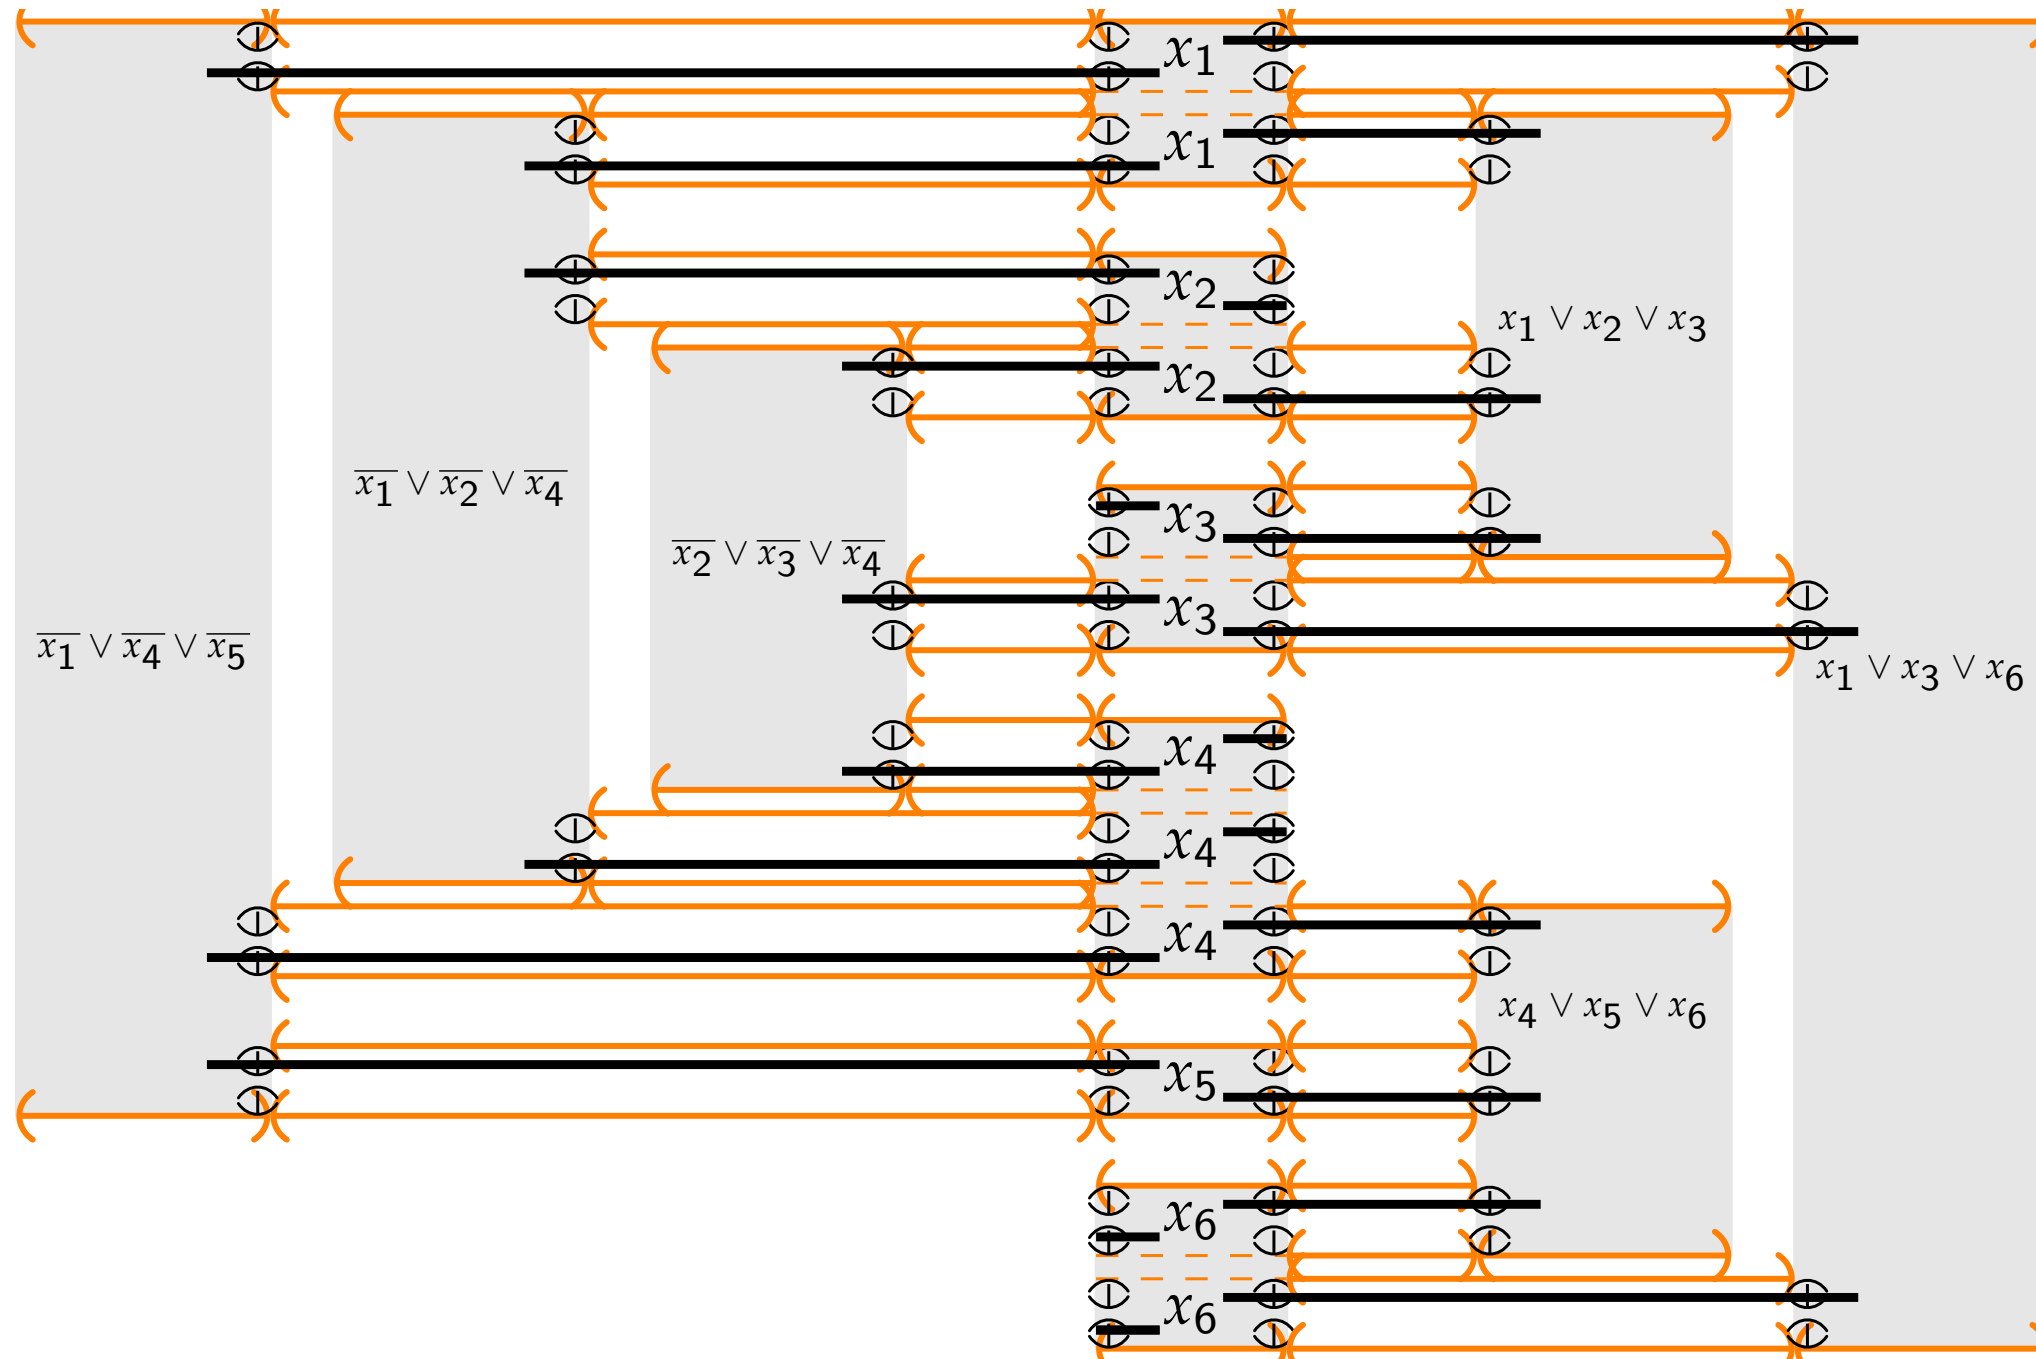 x1
x1
x2
x1 ∨ x2 ∨ x3
x2
x̅1 ∨ x̅2 ∨ x̅4
x3
x̅2 ∨ x̅3 ∨ x̅4
x3
x̅1 ∨ x̅4 ∨ x̅5
x1 ∨ x3 ∨ x6
x4
x4
x4
x4 ∨ x5 ∨ x6
x5
x6
x6